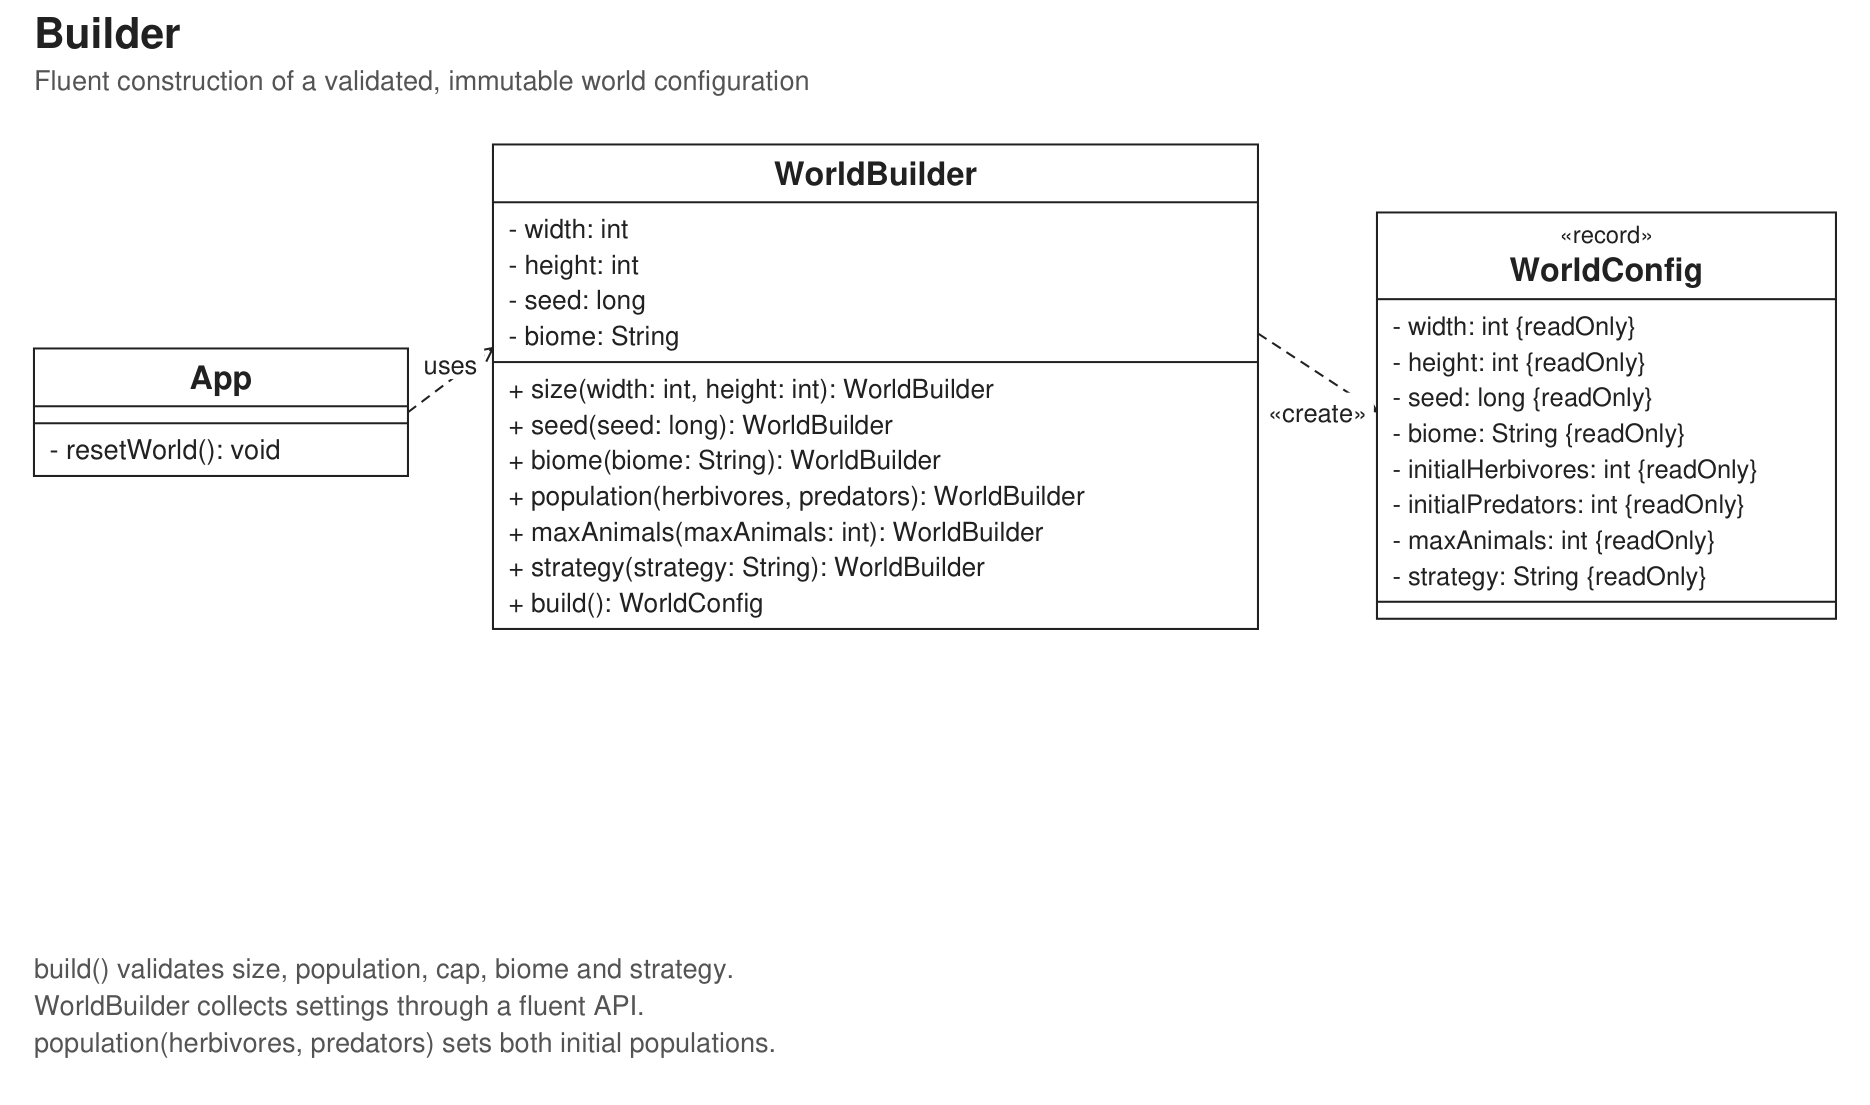 Builder
Fluent construction of a validated, immutable world configuration
App
- resetWorld(): void
uses
WorldBuilder
- width: int
- height: int
- seed: long
- biome: String
+ size(width: int, height: int): WorldBuilder
+ seed(seed: long): WorldBuilder
+ biome(biome: String): WorldBuilder
+ population(herbivores, predators): WorldBuilder
+ maxAnimals(maxAnimals: int): WorldBuilder
+ strategy(strategy: String): WorldBuilder
+ build(): WorldConfig
«create»
«record»
WorldConfig
- width: int {readOnly}
- height: int {readOnly}
- seed: long {readOnly}
- biome: String {readOnly}
- initialHerbivores: int {readOnly}
- initialPredators: int {readOnly}
- maxAnimals: int {readOnly}
- strategy: String {readOnly}
build() validates size, population, cap, biome and strategy.
WorldBuilder collects settings through a fluent API.
population(herbivores, predators) sets both initial populations.